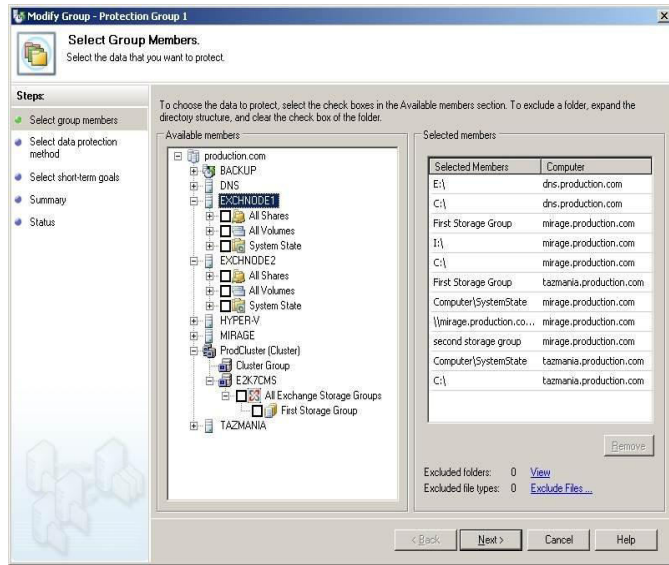 Modify Group - Protection Group 1
Select Group Members.
Select the data that you want to protect.
Steps:
Select group members
Select data protection method
Select short-term goals
Summary
Status
To choose the data to protect, select the check boxes in the Available members section. To exclude a folder, expand the
directory structure, and clear the check box of the folder.
Available members
production.com
BACKUP
DNS
EXCHNODE1
All Shares
All Volumes
System State
EXCHNODE2
All Shares
All Volumes
System State
HYPER-V
MIRAGE
ProdCluster (Cluster)
Cluster Group
E2K7CMS
All Exchange Storage Groups
First Storage Group
TAZMANIA
Selected members
Selected Members Computer
E:\ dns.production.com
C:\ dns.production.com
First Storage Group mirage.production.com
I:\ mirage.production.com
C:\ mirage.production.com
First Storage Group tazmania.production.com
Computer\SystemState mirage.production.com
\\mirage.production.co... mirage.production.com
second storage group mirage.production.com
Computer\SystemState tazmania.production.com
C:\ tazmania.production.com
Remove
Excluded folders: 0 View
Excluded file types: 0 Exclude Files ...
< Back Next > Cancel Help